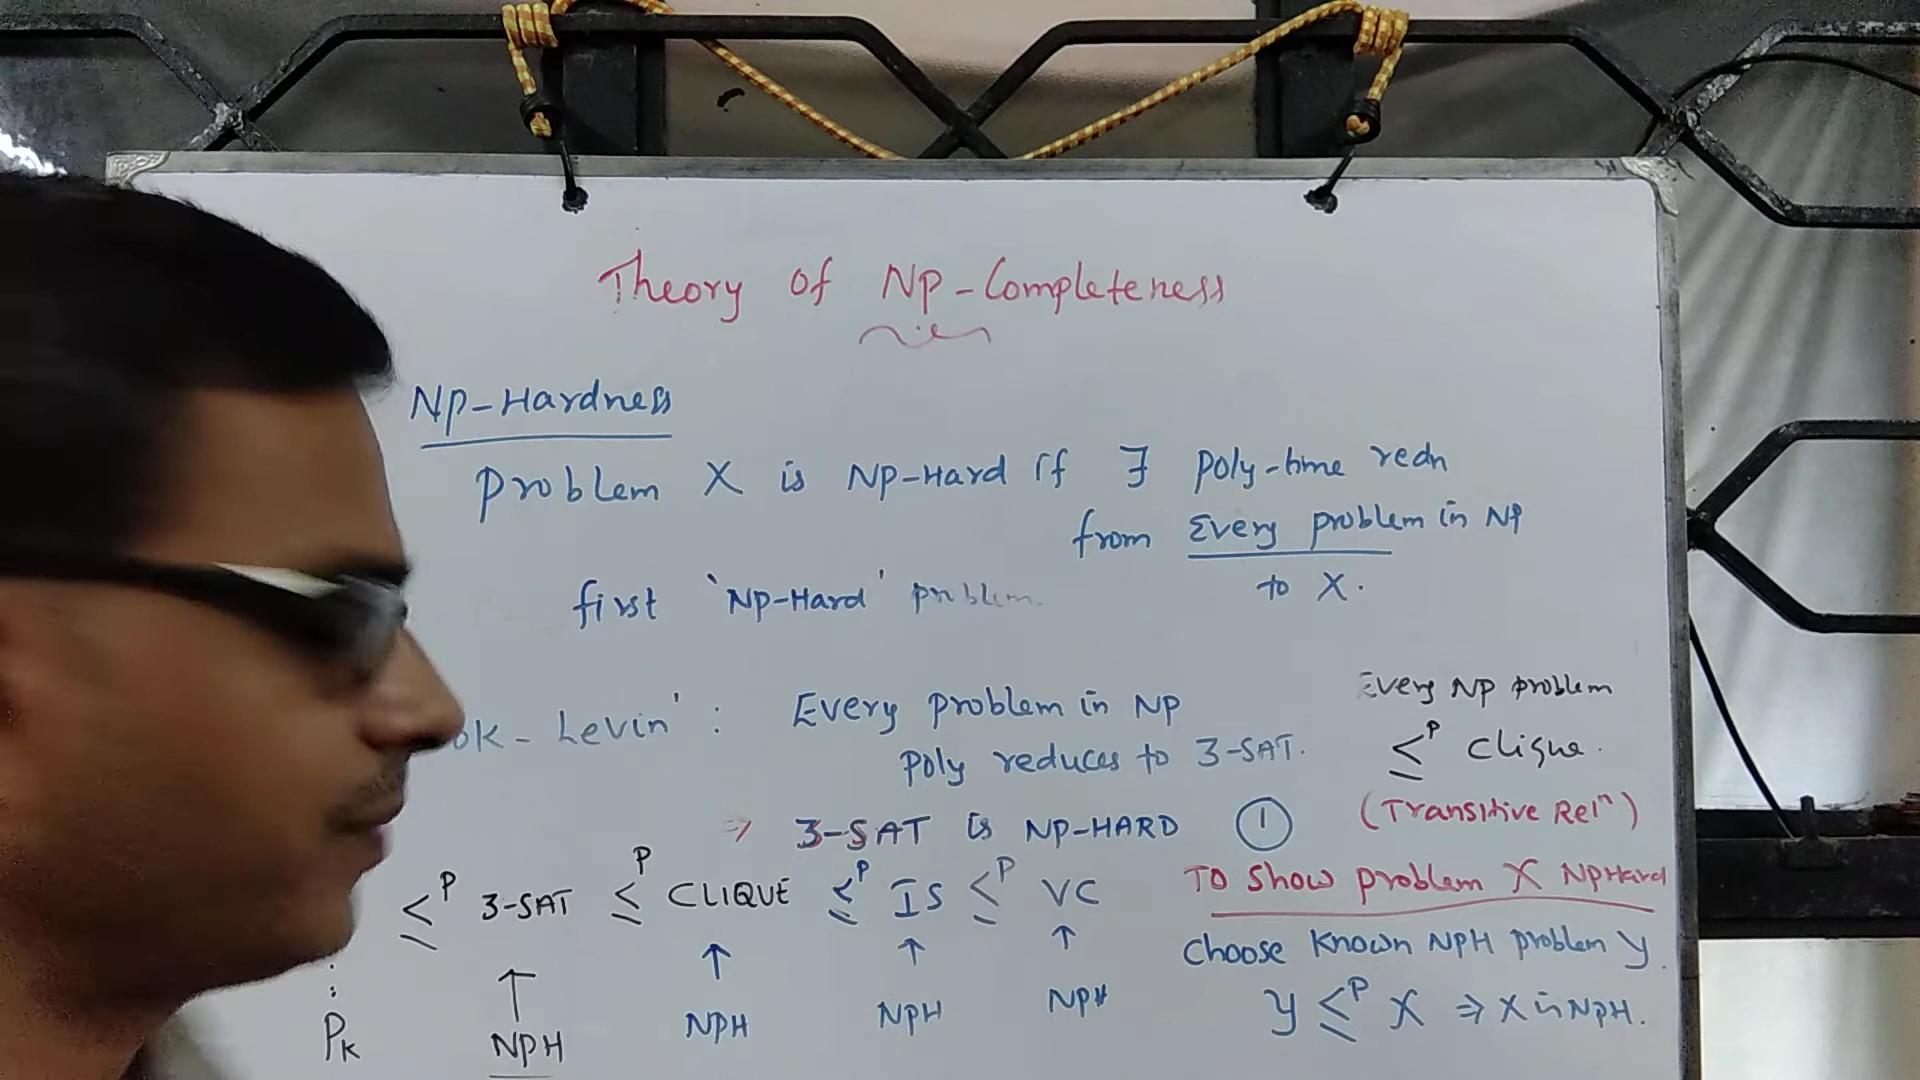 Theory of NP-Completeness
NP-Hardness
Problem X is NP-Hard if ∃ poly-time redn
from Every problem in NP
to X.
first 'NP-Hard' problem.
ok-Levin' : Every problem in NP
Poly reduces to 3-SAT.
⇒ 3-SAT is NP-HARD ①
Every NP problem
≤ᴾ Clique.
(Transitive Relⁿ)
≤ᴾ 3-SAT ≤ᴾ CLIQUE ≤ᴾ IS ≤ᴾ VC
↑ ↑ ↑ ↑
Pk NPH NPH NPH NPH
To Show problem X NPHard
Choose Known NPH problem Y.
Y ≤ᴾ X ⇒ X is NPH.